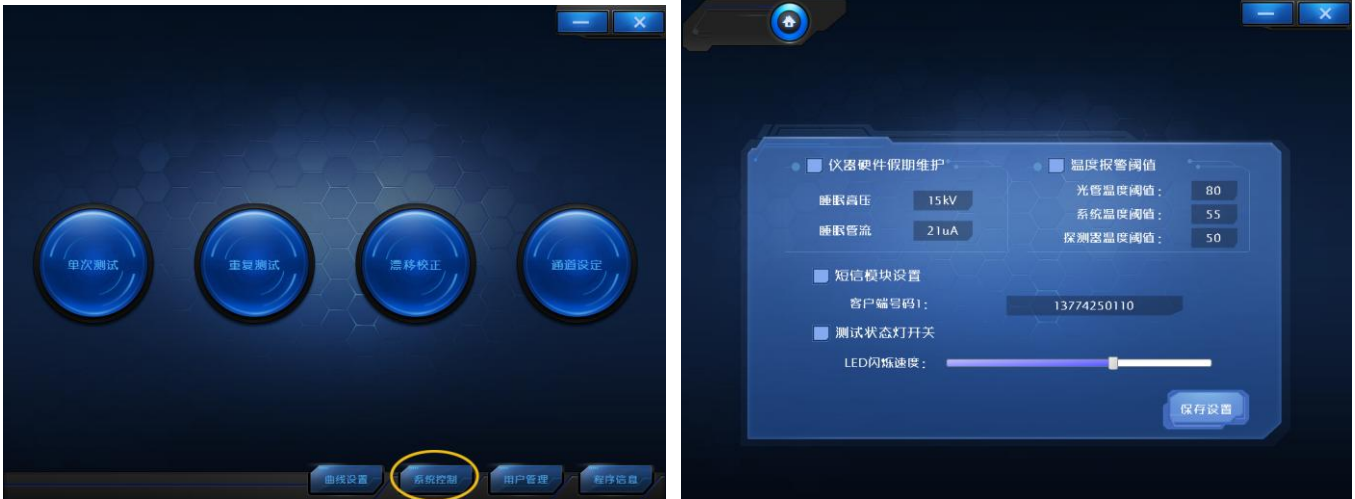 单次测试
重复测试
漂移校正
通道设定
曲线设置
系统控制
用户管理
程序信息
仪器硬件假期维护
睡眠高压 15kV
睡眠管流 21uA
温度报警阈值
光管温度阈值: 80
系统温度阈值: 55
探测器温度阈值: 50
短信模块设置
客户端号码1: 13774250110
测试状态灯开关
LED闪烁速度:
保存设置